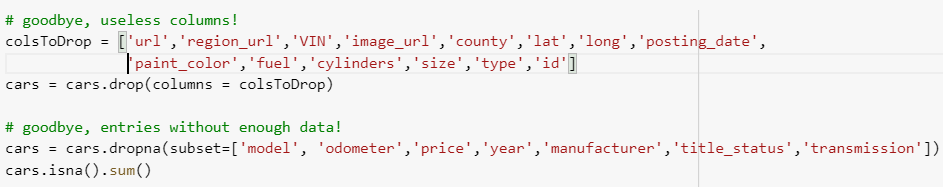 # goodbye, useless columns!
colsToDrop = ['url','region_url','VIN','image_url','county','lat','long','posting_date',
'paint_color','fuel','cylinders','size','type','id']
cars = cars.drop(columns = colsToDrop)
# goodbye, entries without enough data!
cars = cars.dropna(subset=['model', 'odometer','price','year','manufacturer','title_status','transmission'])
cars.isna().sum()